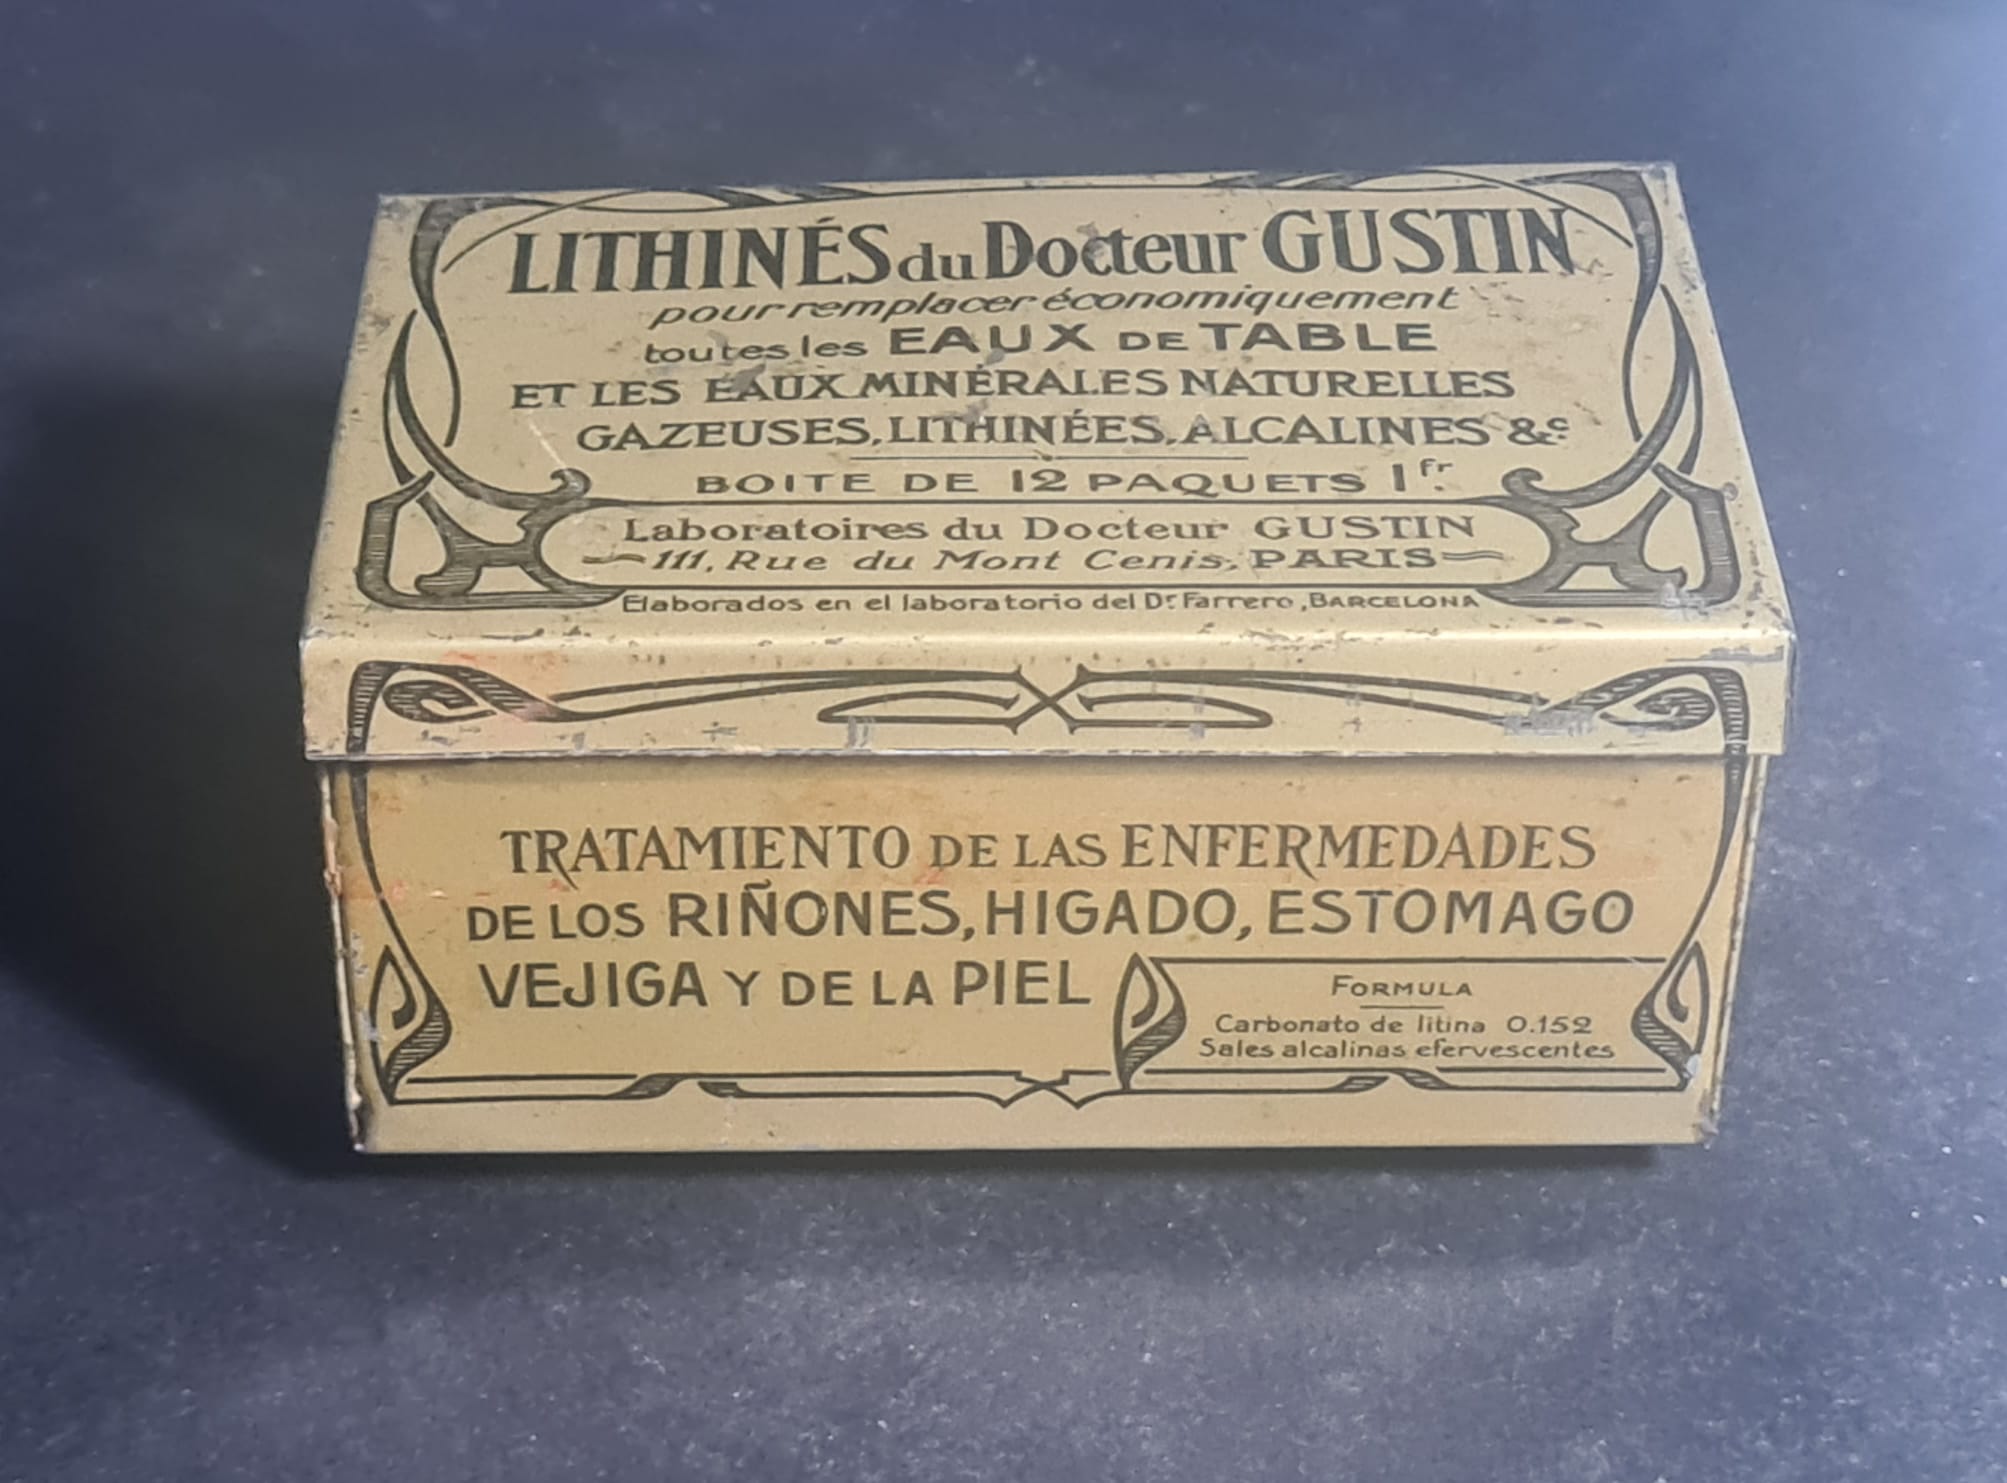 LITHINÉS du Docteur GUSTIN
pour remplacer économiquement
toutes les EAUX DE TABLE
ET LES EAUX MINÉRALES NATURELLES
GAZEUSES, LITHINÉES, ALCALINES &c
BOITE DE 12 PAQUETS 1fr.
Laboratoires du Docteur GUSTIN
111, Rue du Mont Cenis, PARIS
Elaborados en el laboratorio del Dr. Farrero, BARCELONA
TRATAMIENTO DE LAS ENFERMEDADES
DE LOS RIÑONES, HIGADO, ESTOMAGO
VEJIGA Y DE LA PIEL
FORMULA
Carbonato de litina 0.152
Sales alcalinas efervescentes